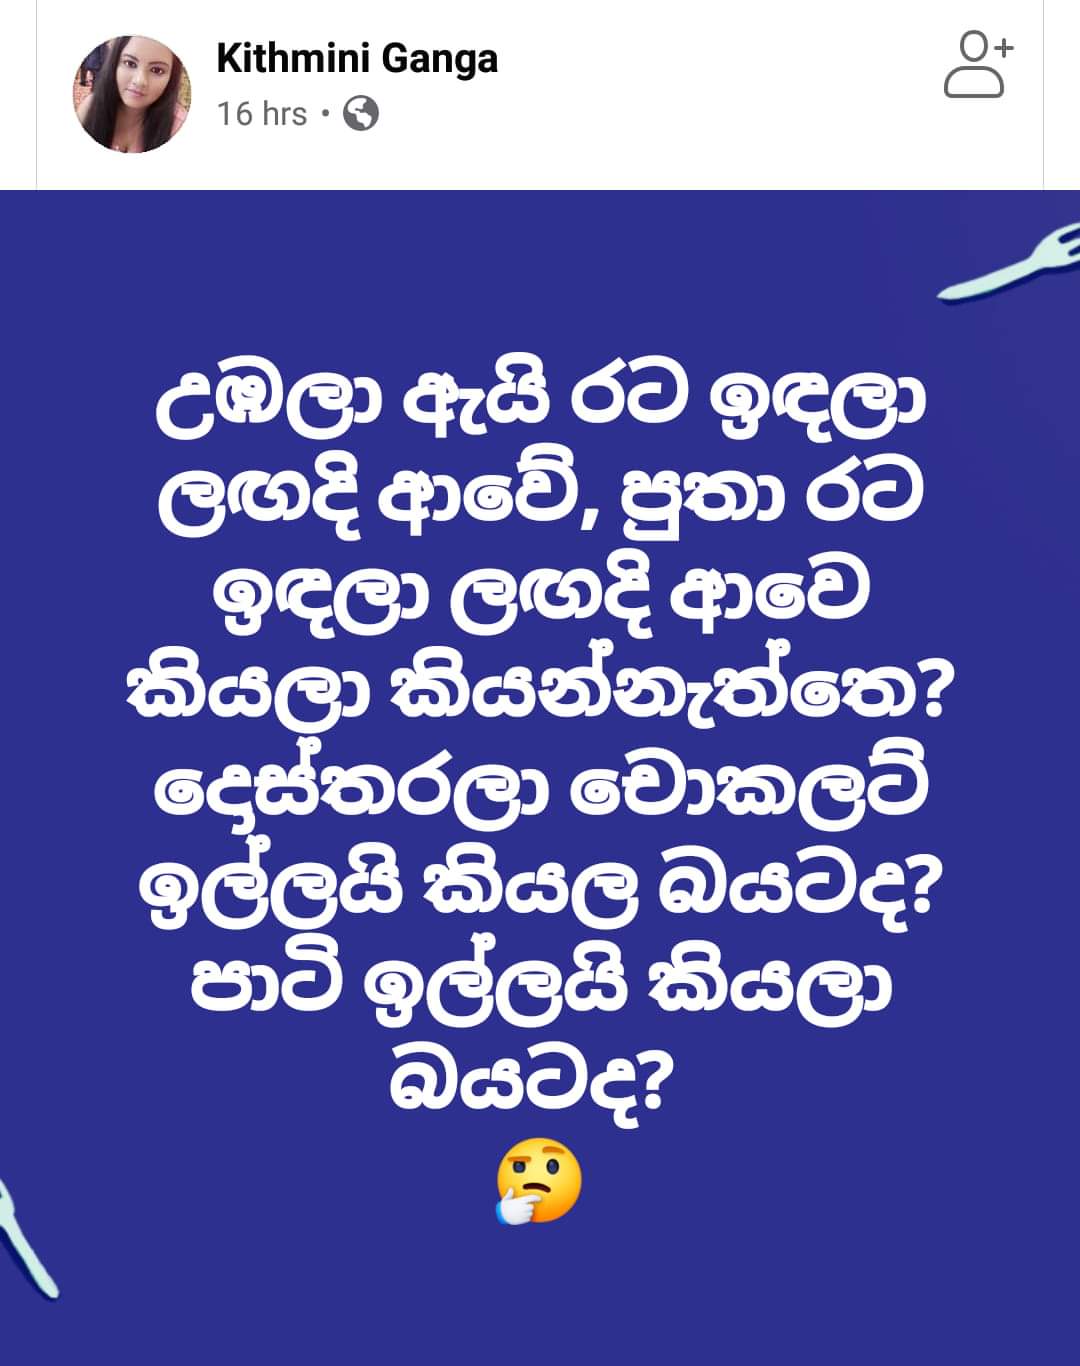 Kithmini Ganga
16 hrs •
උඹලා ඇයි රට ඉඳලා
ලඟදි ආවේ, පුතා රට
ඉඳලා ලඟදි ආවෙ
කියලා කියන්නැත්තෙ?
දොස්තරලා චොකලට්
ඉල්ලයි කියල බයටද?
පාටි ඉල්ලයි කියලා
බයටද?
🤔